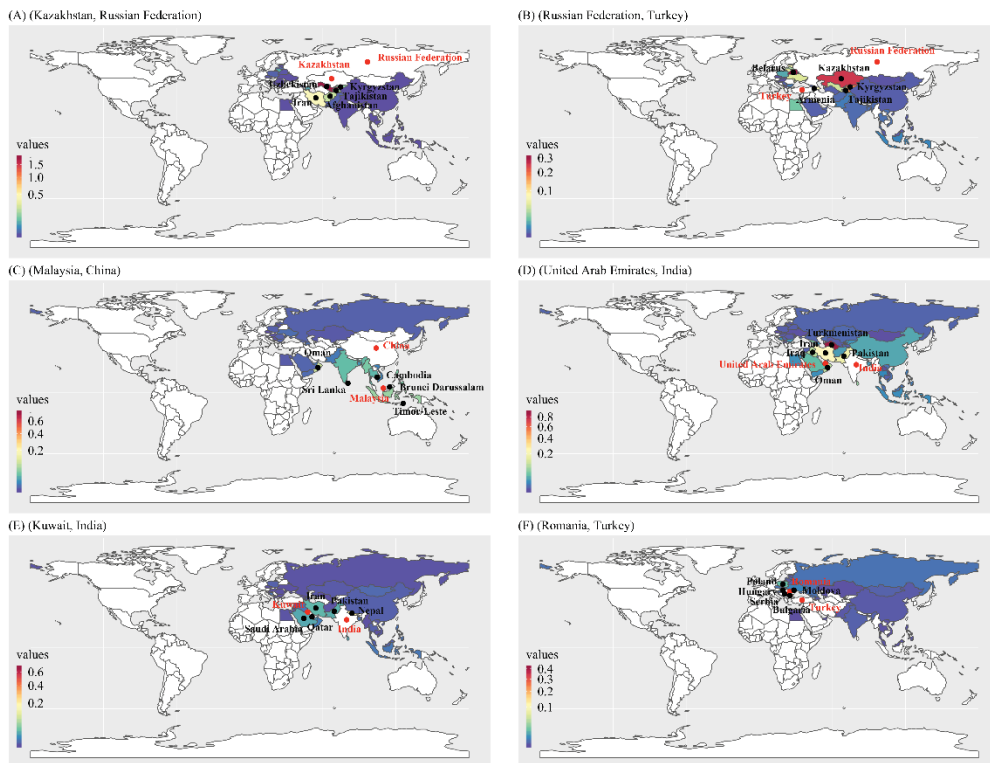 (A) (Kazakhstan, Russian Federation)
Russian Federation
Kazakhstan
Uzbekistan
Kyrgyzstan
Tajikistan
Iran
Afghanistan
values
1.5
1.0
0.5
(B) (Russian Federation, Turkey)
Russian Federation
Belarus
Kazakhstan
Kyrgyzstan
Turkey
Armenia
Tajikistan
values
0.3
0.2
0.1
(C) (Malaysia, China)
China
Oman
Cambodia
Sri Lanka
Brunei Darussalam
Malaysia
Timor-Leste
values
0.6
0.4
0.2
(D) (United Arab Emirates, India)
Turkmenistan
Iran
Iraq
Pakistan
United Arab Emirates
India
Oman
values
0.8
0.6
0.4
0.2
(E) (Kuwait, India)
Iran
Kuwait
Pakistan
Nepal
Saudi Arabia
Qatar
India
values
0.6
0.4
0.2
(F) (Romania, Turkey)
Poland
Romania
Hungary
Moldova
Serbia
Bulgaria
Turkey
values
0.4
0.3
0.2
0.1